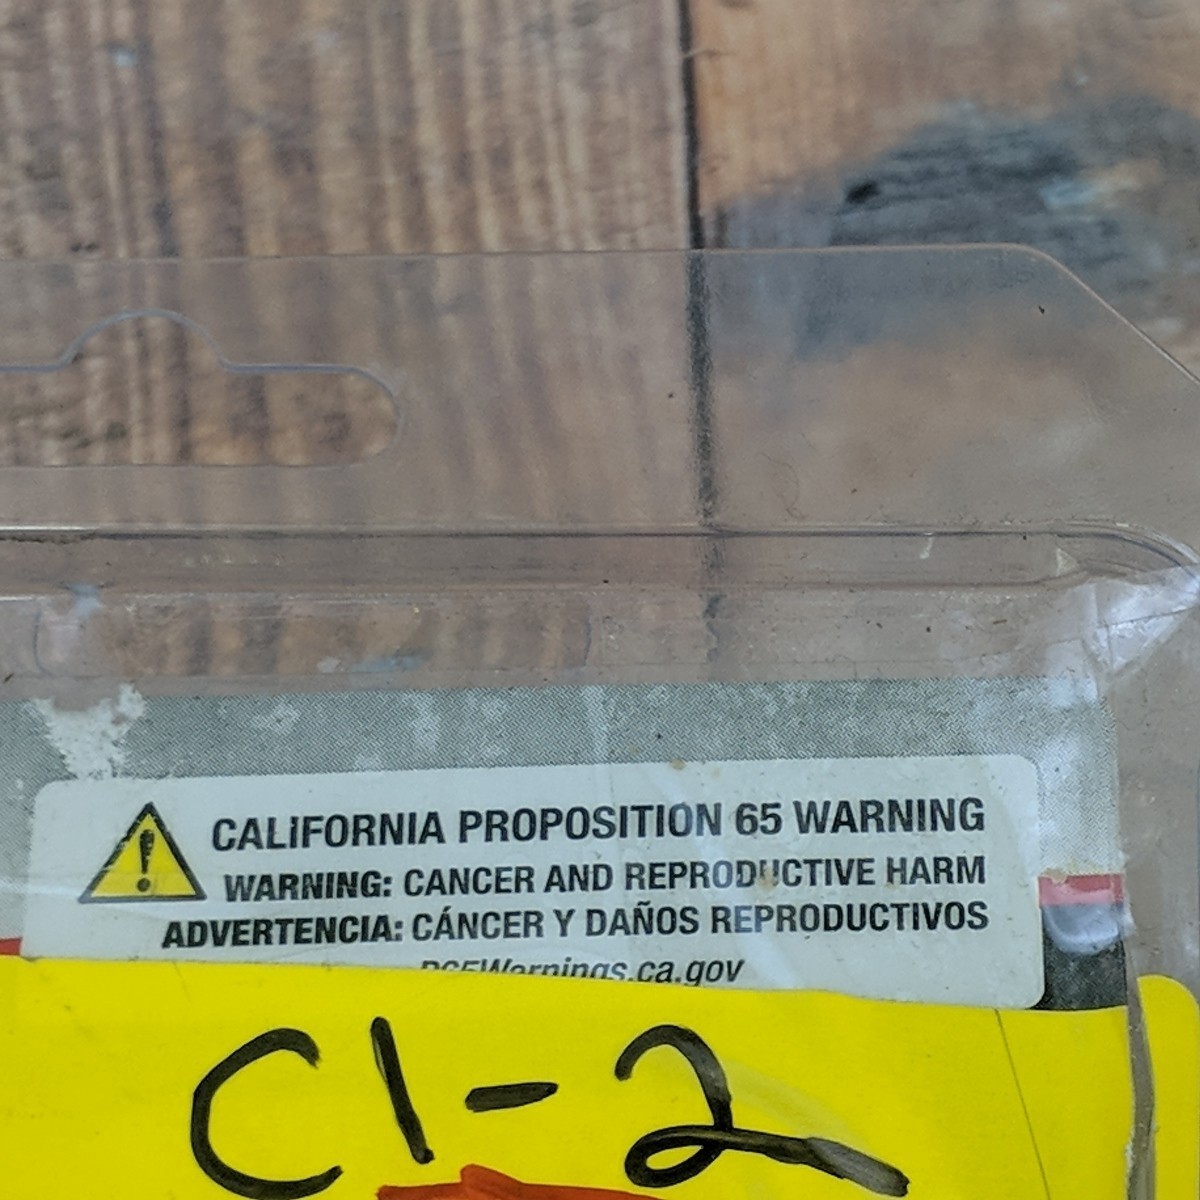 CALIFORNIA PROPOSITION 65 WARNING
WARNING: CANCER AND REPRODUCTIVE HARM
ADVERTENCIA: CÁNCER Y DAÑOS REPRODUCTIVOS
P65Warnings.ca.gov
C1-2